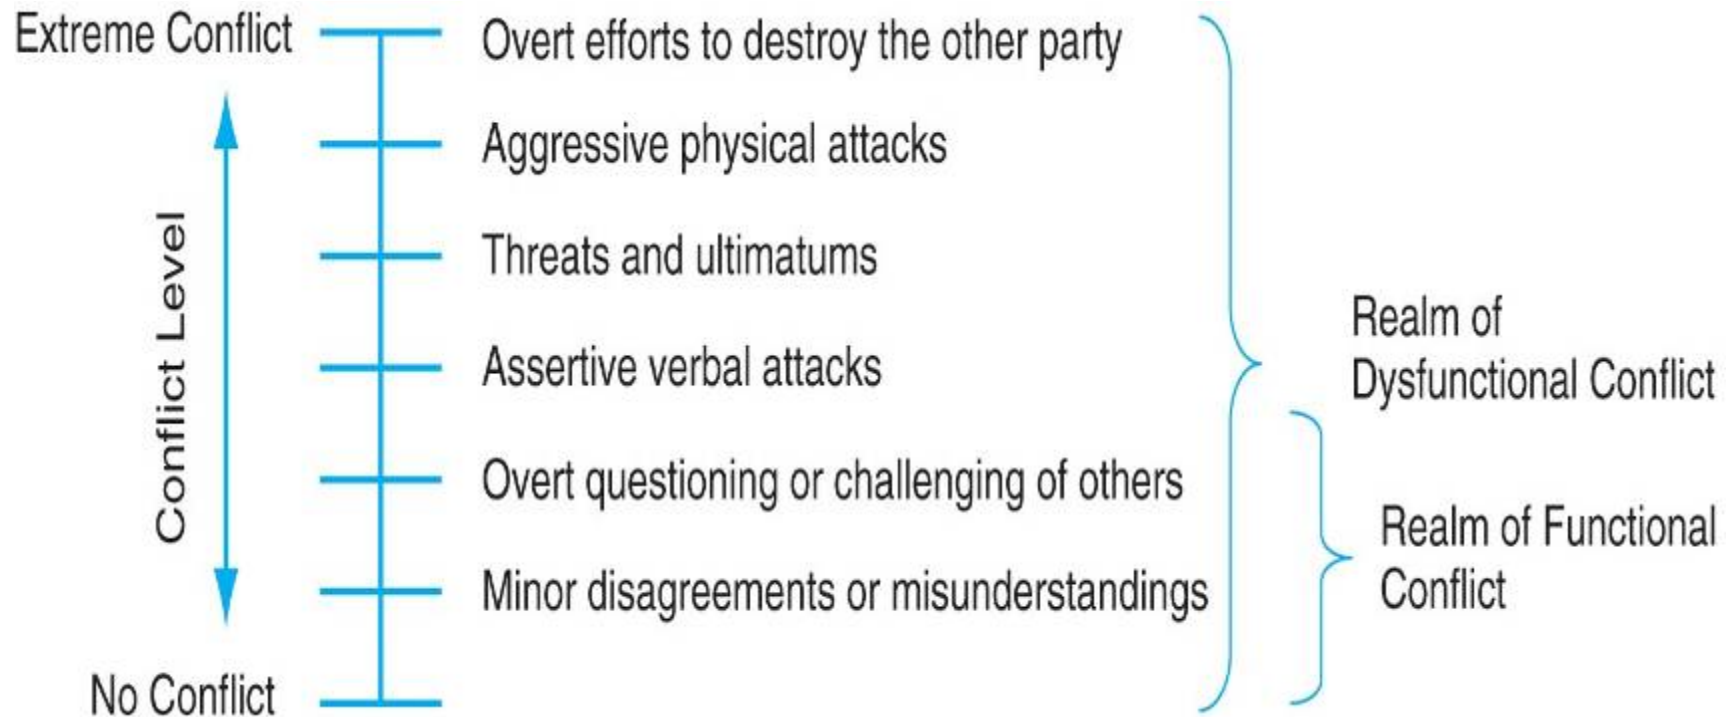 Extreme Conflict
Overt efforts to destroy the other party
Aggressive physical attacks
Threats and ultimatums
Conflict Level
Assertive verbal attacks
Realm of
Dysfunctional Conflict
Overt questioning or challenging of others
Realm of Functional
Conflict
Minor disagreements or misunderstandings
No Conflict